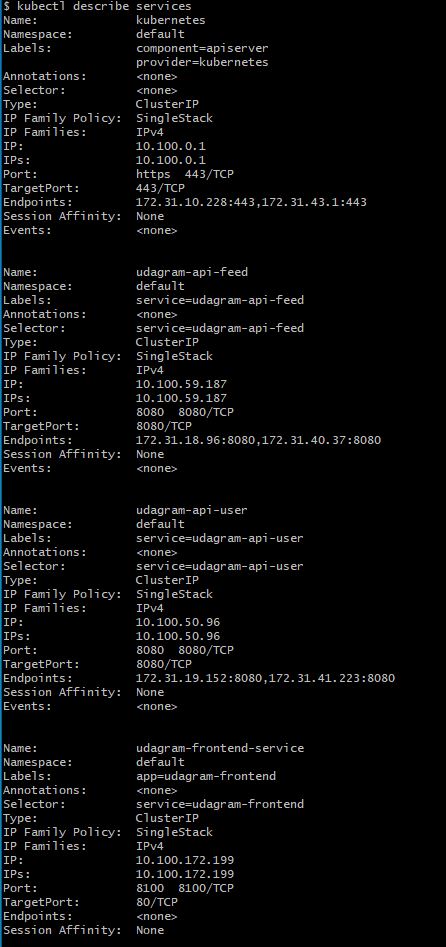 $ kubectl describe services
Name:              kubernetes
Namespace:         default
Labels:            component=apiserver
                   provider=kubernetes
Annotations:       <none>
Selector:          <none>
Type:              ClusterIP
IP Family Policy:  SingleStack
IP Families:       IPv4
IP:                10.100.0.1
IPs:               10.100.0.1
Port:              https  443/TCP
TargetPort:        443/TCP
Endpoints:         172.31.10.228:443,172.31.43.1:443
Session Affinity:  None
Events:            <none>

Name:              udagram-api-feed
Namespace:         default
Labels:            service=udagram-api-feed
Annotations:       <none>
Selector:          service=udagram-api-feed
Type:              ClusterIP
IP Family Policy:  SingleStack
IP Families:       IPv4
IP:                10.100.59.187
IPs:               10.100.59.187
Port:              8080  8080/TCP
TargetPort:        8080/TCP
Endpoints:         172.31.18.96:8080,172.31.40.37:8080
Session Affinity:  None
Events:            <none>

Name:              udagram-api-user
Namespace:         default
Labels:            service=udagram-api-user
Annotations:       <none>
Selector:          service=udagram-api-user
Type:              ClusterIP
IP Family Policy:  SingleStack
IP Families:       IPv4
IP:                10.100.50.96
IPs:               10.100.50.96
Port:              8080  8080/TCP
TargetPort:        8080/TCP
Endpoints:         172.31.19.152:8080,172.31.41.223:8080
Session Affinity:  None
Events:            <none>

Name:              udagram-frontend-service
Namespace:         default
Labels:            app=udagram-frontend
Annotations:       <none>
Selector:          service=udagram-frontend
Type:              ClusterIP
IP Family Policy:  SingleStack
IP Families:       IPv4
IP:                10.100.172.199
IPs:               10.100.172.199
Port:              8100  8100/TCP
TargetPort:        80/TCP
Endpoints:         <none>
Session Affinity:  None